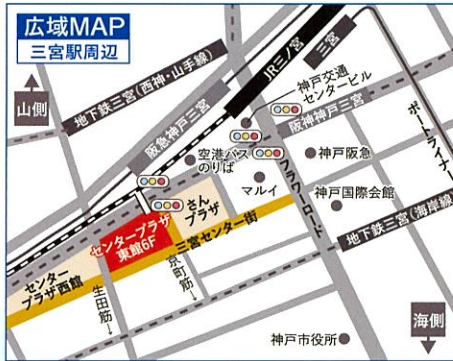 広域MAP
三宮駅周辺
山側
地下鉄三宮(西神・山手線)
阪急神戸三宮
JR三ノ宮
三宮
神戸交通
センタービル
阪神神戸三宮
ポートライナー
空港バス
のりば
神戸阪急
マルイ
フラワーロード
神戸国際会館
さん
プラザ
センタープラザ
東館6F
三宮センター街
地下鉄三宮(海岸線)
センター
プラザ西館
生田筋→
京町筋→
神戸市役所
海側